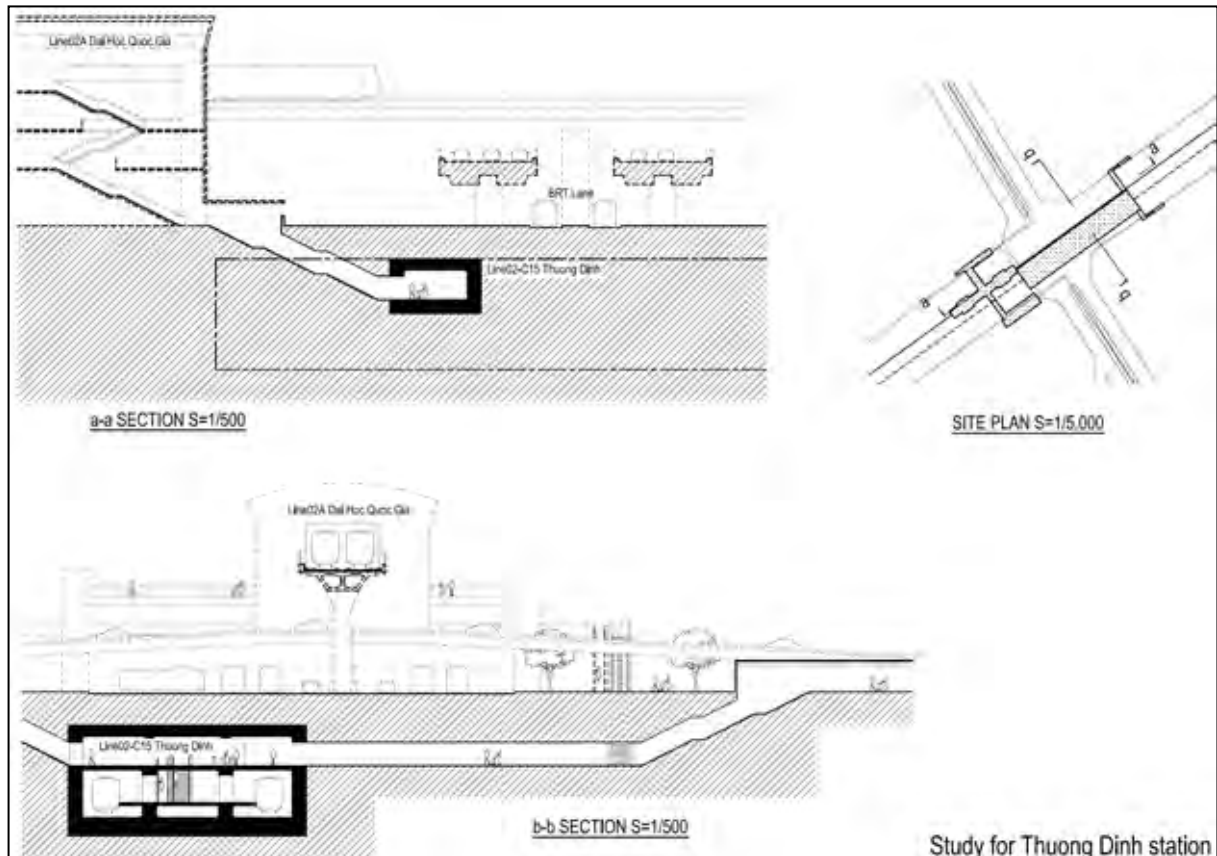 Line02A Dai Hoc Quoc Gia
BRT Lane
Line02-C15 Thuong Dinh
a-a SECTION S=1/500
a
b
a
b
SITE PLAN S=1/5,000
Line02A Dai Hoc Quoc Gia
Line02-C15 Thuong Dinh
b-b SECTION S=1/500
Study for Thuong Dinh station